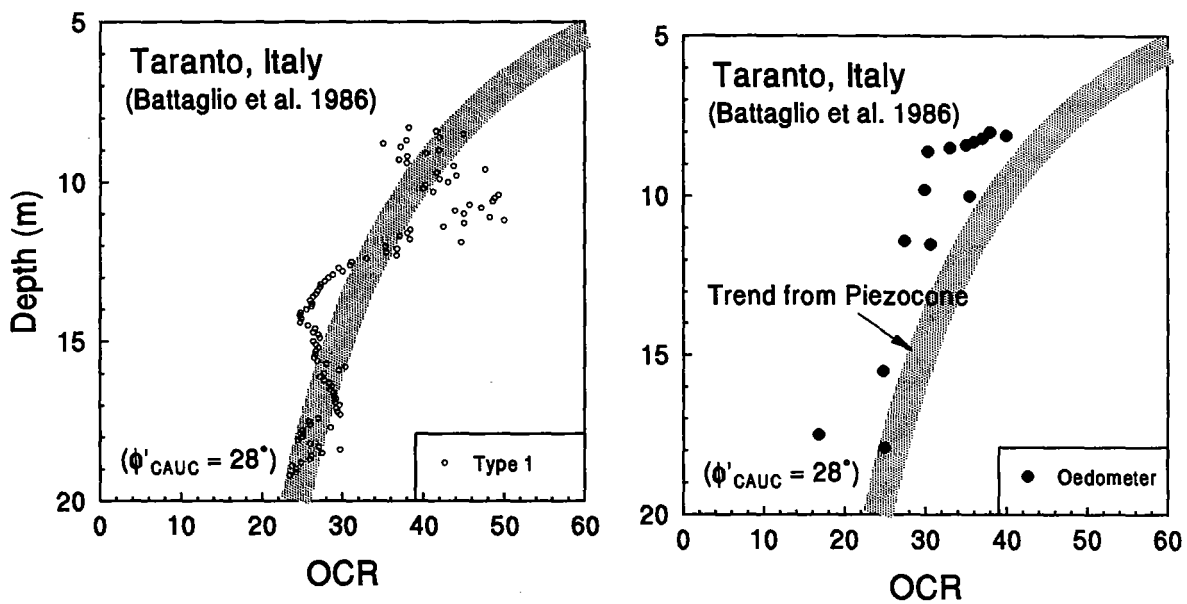 Taranto, Italy
(Battaglio et al. 1986)
Depth (m)
5
10
15
20
(ϕ'CAUC = 28°)
Type 1
0 10 20 30 40 50 60
OCR
Taranto, Italy
(Battaglio et al. 1986)
5
10
15
20
Trend from Piezocone
(ϕ'CAUC = 28°)
Oedometer
0 10 20 30 40 50 60
OCR